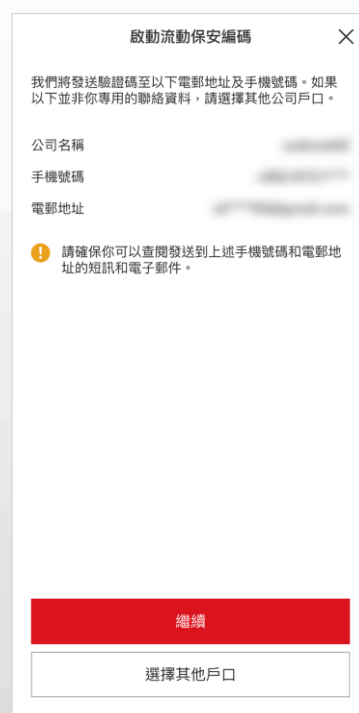 啟動流動保安編碼
我們將發送驗證碼至以下電郵地址及手機號碼。如果
以下並非你專用的聯絡資料，請選擇其他公司戶口。
公司名稱
手機號碼
電郵地址
請確保你可以查閱發送到上述手機號碼和電郵地
址的短訊和電子郵件。
繼續
選擇其他戶口